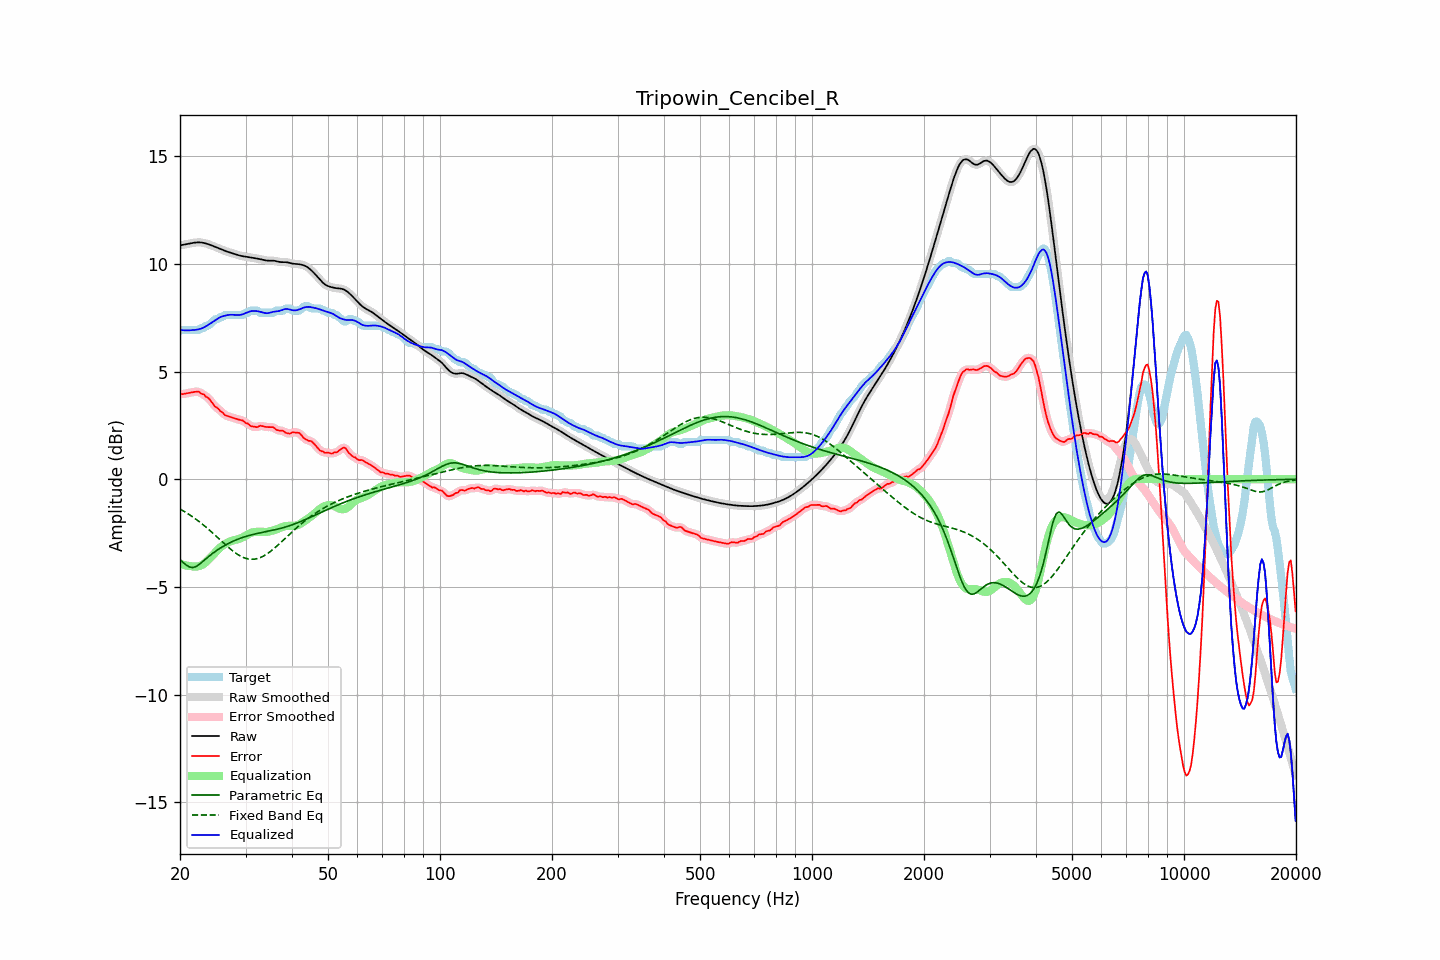 Tripowin_Cencibel_R
Amplitude (dBr)
15
10
5
0
−5
−10
−15
Target
Raw Smoothed
Error Smoothed
Raw
Error
Equalization
Parametric Eq
Fixed Band Eq
Equalized
20 50 100 200 500 1000 2000 5000 10000 20000
Frequency (Hz)